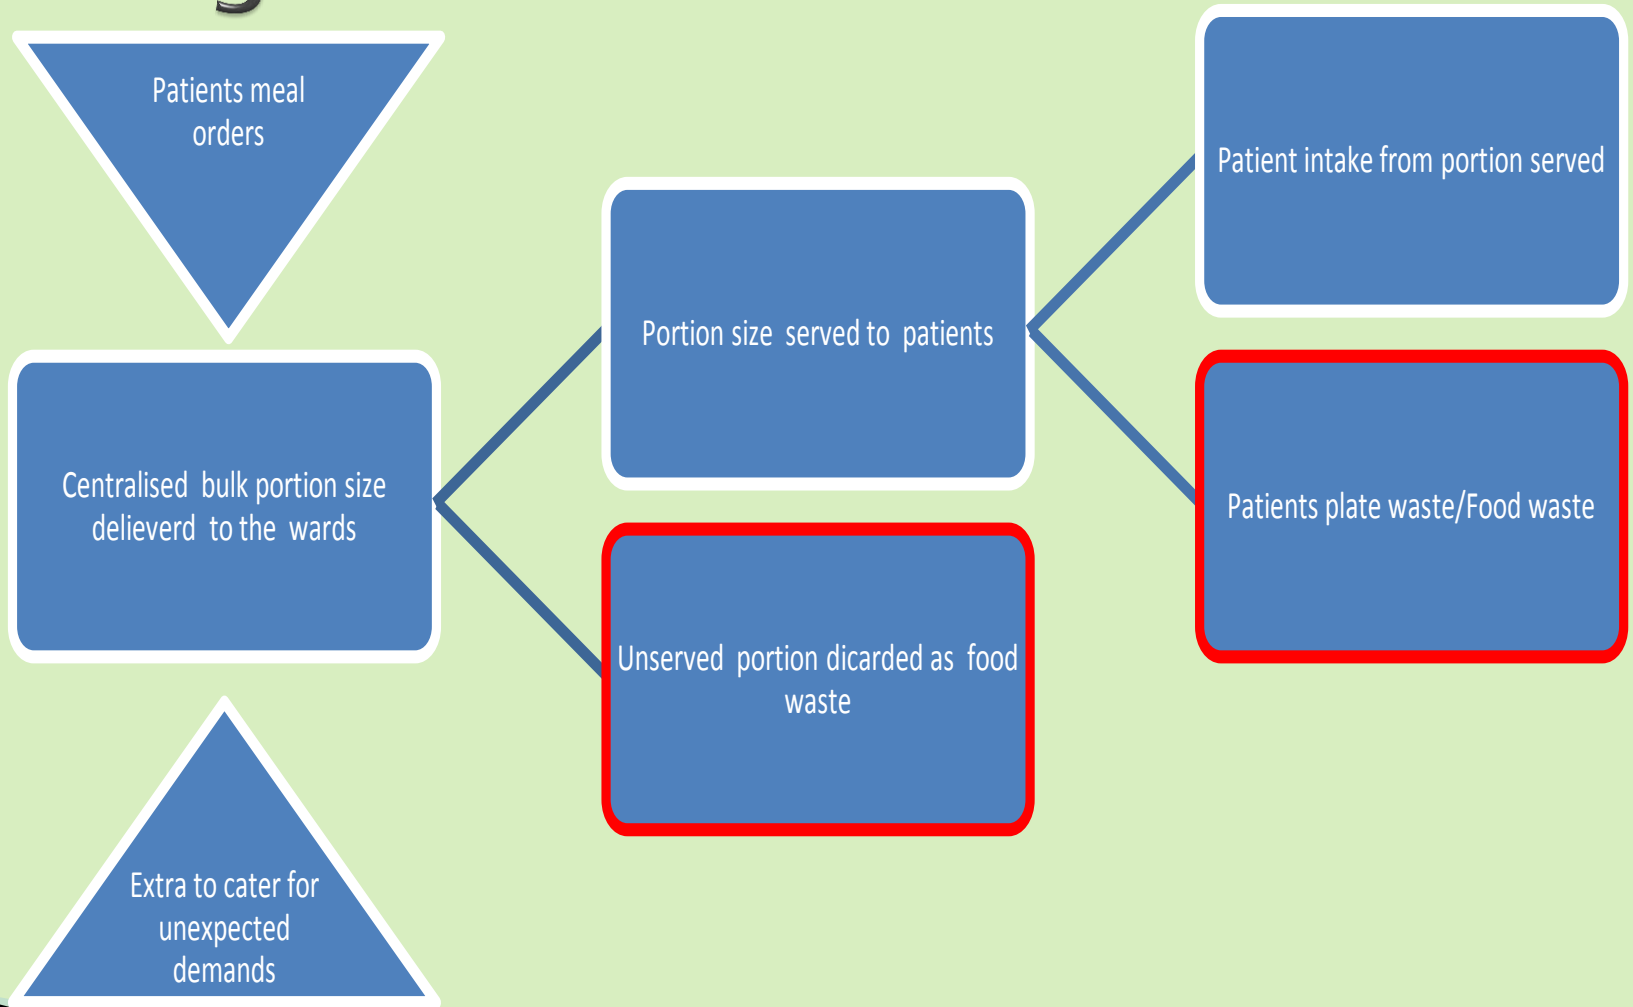 Patients meal
orders
Centralised bulk portion size
delieverd to the wards
Extra to cater for
unexpected
demands
Portion size served to patients
Unserved portion dicarded as food
waste
Patient intake from portion served
Patients plate waste/Food waste